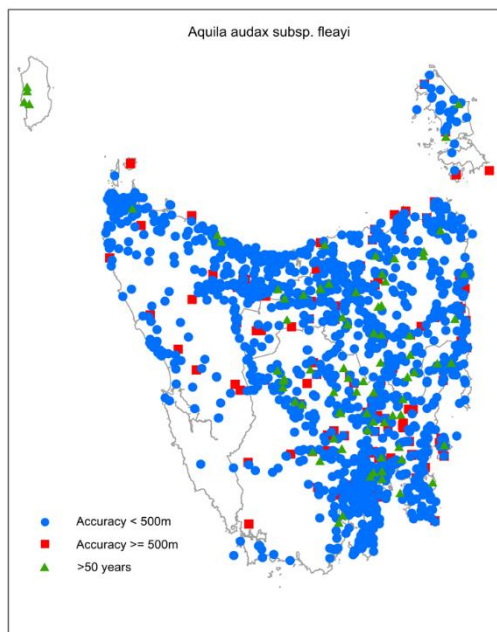 Aquila audax subsp. fleayi
Accuracy < 500m
Accuracy >= 500m
>50 years